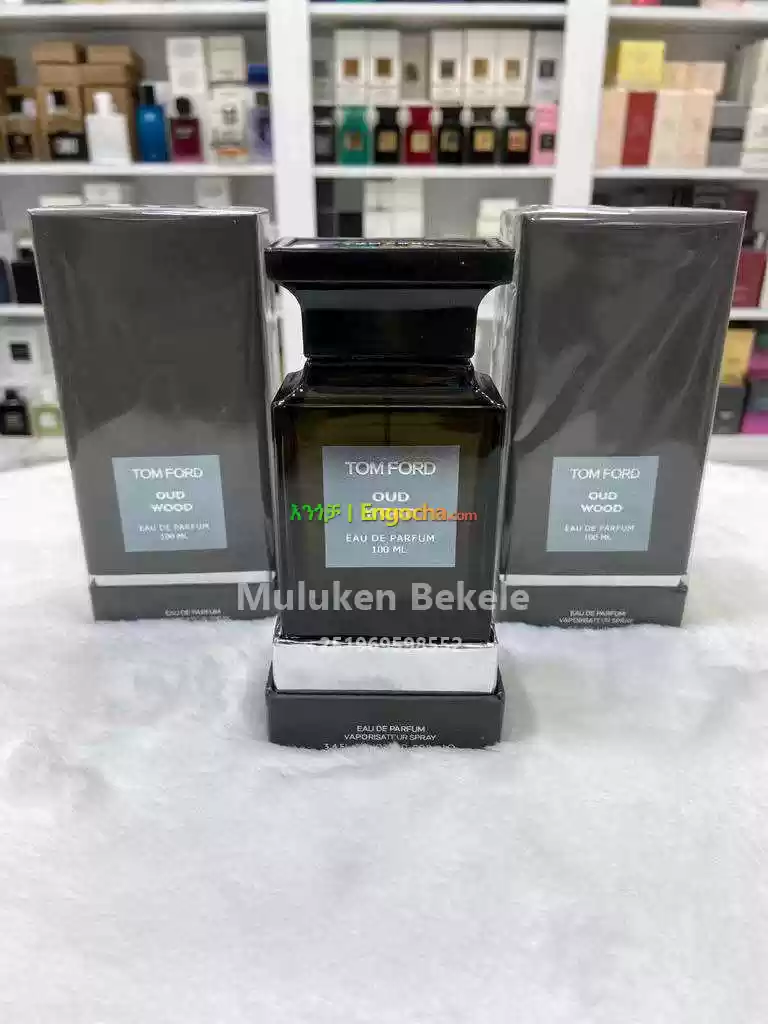 TOM FORD
OUD
WOOD
EAU DE PARFUM
100 ML
EAU DE PARFUM
TOM FORD
OUD
እንጎቻ | Engocha.com
EAU DE PARFUM
100 ML
Muluken Bekele
+251969598552
EAU DE PARFUM
VAPORISATEUR SPRAY
TOM FORD
OUD
WOOD
EAU DE PARFUM
100 ML
EAU DE PARFUM
VAPORISATEUR SPRAY